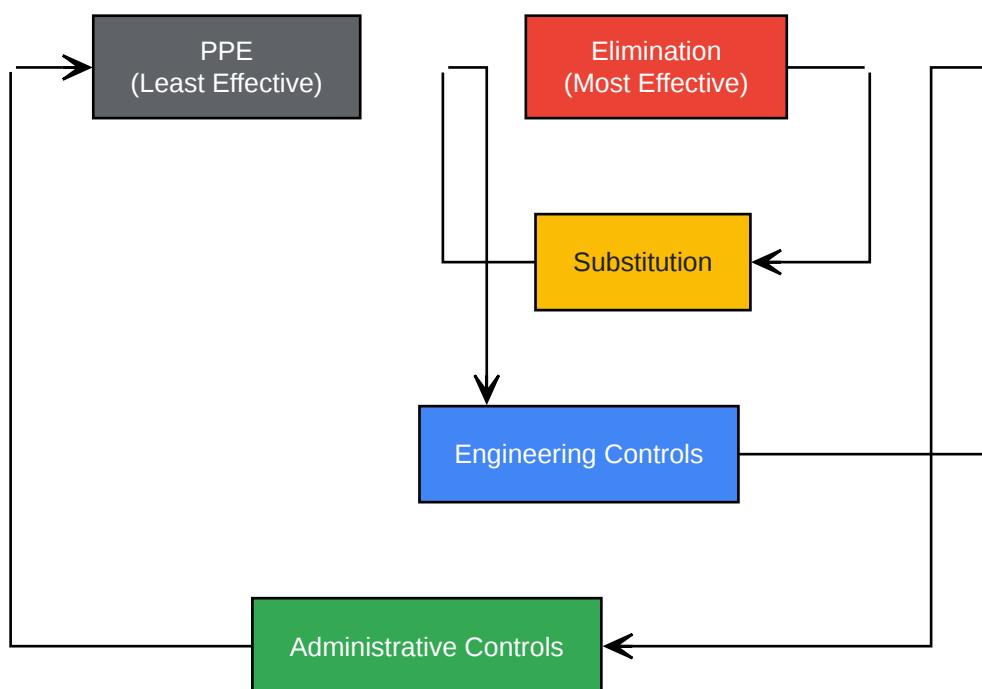 PPE
(Least Effective)
Elimination
(Most Effective)
Substitution
Engineering Controls
Administrative Controls